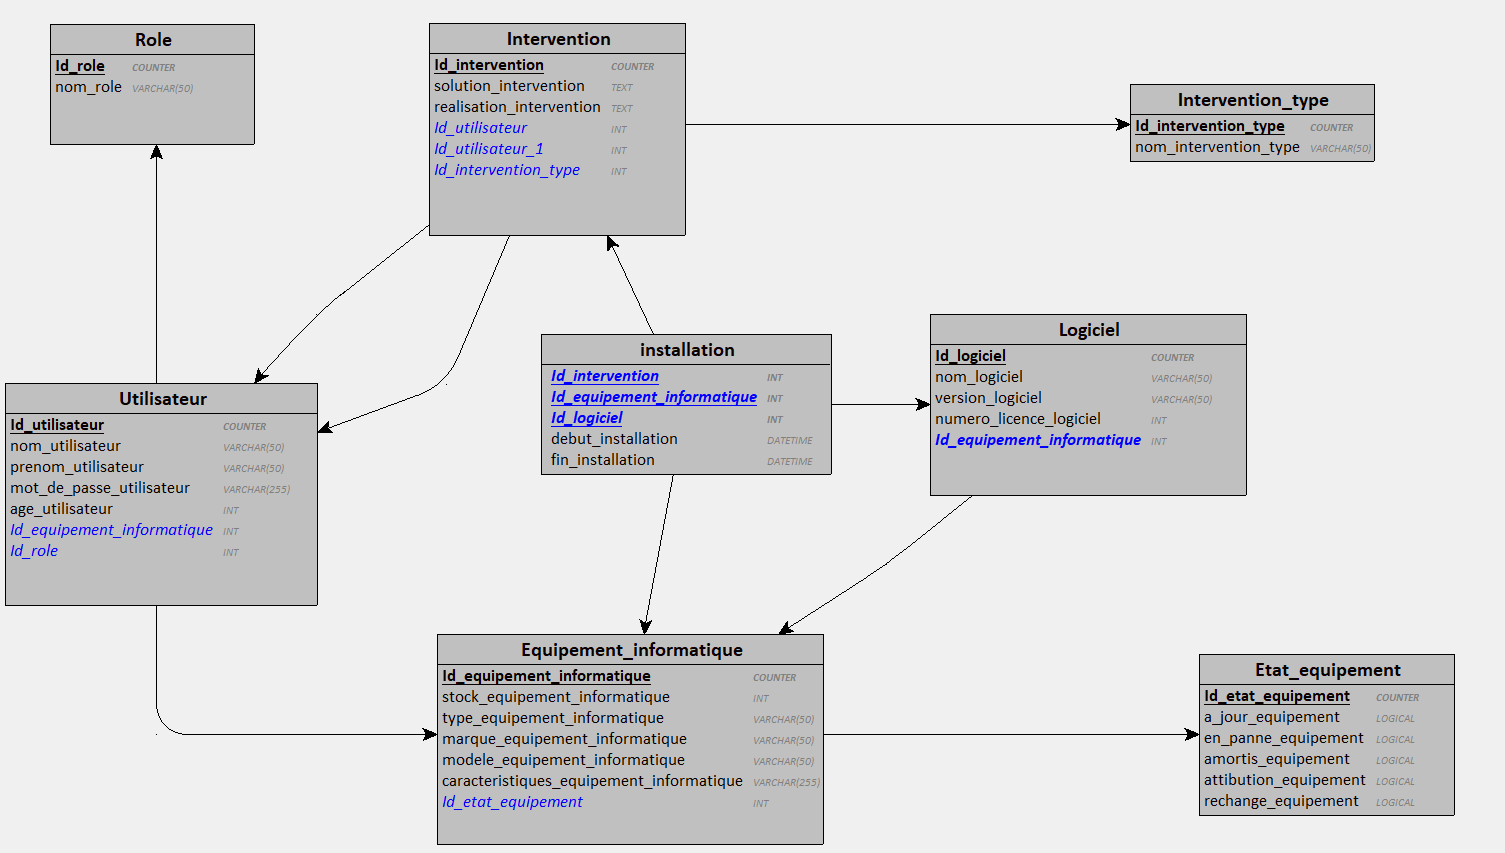 Role
Id_role COUNTER
nom_role VARCHAR(50)
Intervention
Id_intervention COUNTER
solution_intervention TEXT
realisation_intervention TEXT
Id_utilisateur INT
Id_utilisateur_1 INT
Id_intervention_type INT
Intervention_type
Id_intervention_type COUNTER
nom_intervention_type VARCHAR(50)
installation
Id_intervention INT
Id_equipement_informatique INT
Id_logiciel INT
debut_installation DATETIME
fin_installation DATETIME
Logiciel
Id_logiciel COUNTER
nom_logiciel VARCHAR(50)
version_logiciel VARCHAR(50)
numero_licence_logiciel INT
Id_equipement_informatique INT
Utilisateur
Id_utilisateur COUNTER
nom_utilisateur VARCHAR(50)
prenom_utilisateur VARCHAR(50)
mot_de_passe_utilisateur VARCHAR(255)
age_utilisateur INT
Id_equipement_informatique INT
Id_role INT
Equipement_informatique
Id_equipement_informatique COUNTER
stock_equipement_informatique INT
type_equipement_informatique VARCHAR(50)
marque_equipement_informatique VARCHAR(50)
modele_equipement_informatique VARCHAR(50)
caracteristiques_equipement_informatique VARCHAR(255)
Id_etat_equipement INT
Etat_equipement
Id_etat_equipement COUNTER
a_jour_equipement LOGICAL
en_panne_equipement LOGICAL
amortis_equipement LOGICAL
attibution_equipement LOGICAL
rechange_equipement LOGICAL